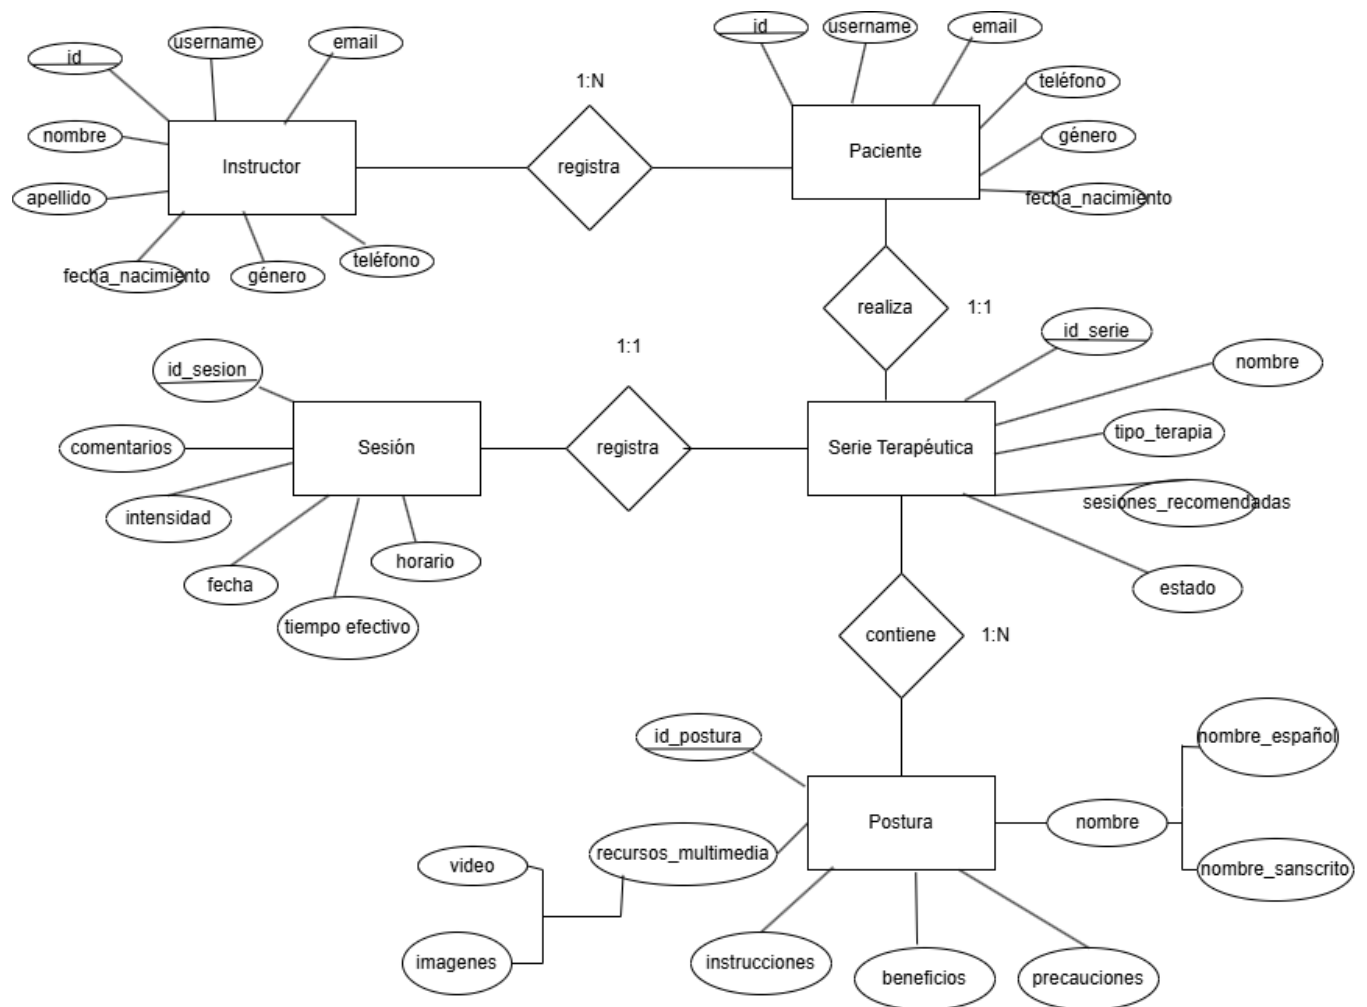 id
username
email
id
username
email
1:N
teléfono
nombre
Instructor
registra
Paciente
género
apellido
fecha_nacimiento
fecha_nacimiento
género
teléfono
realiza
1:1
id_serie
1:1
id_sesion
nombre
comentarios
Sesión
registra
Serie Terapéutica
tipo_terapia
sesiones_recomendadas
intensidad
horario
fecha
estado
tiempo efectivo
contiene
1:N
id_postura
nombre_español
Postura
nombre
recursos_multimedia
video
nombre_sanscrito
imagenes
instrucciones
beneficios
precauciones